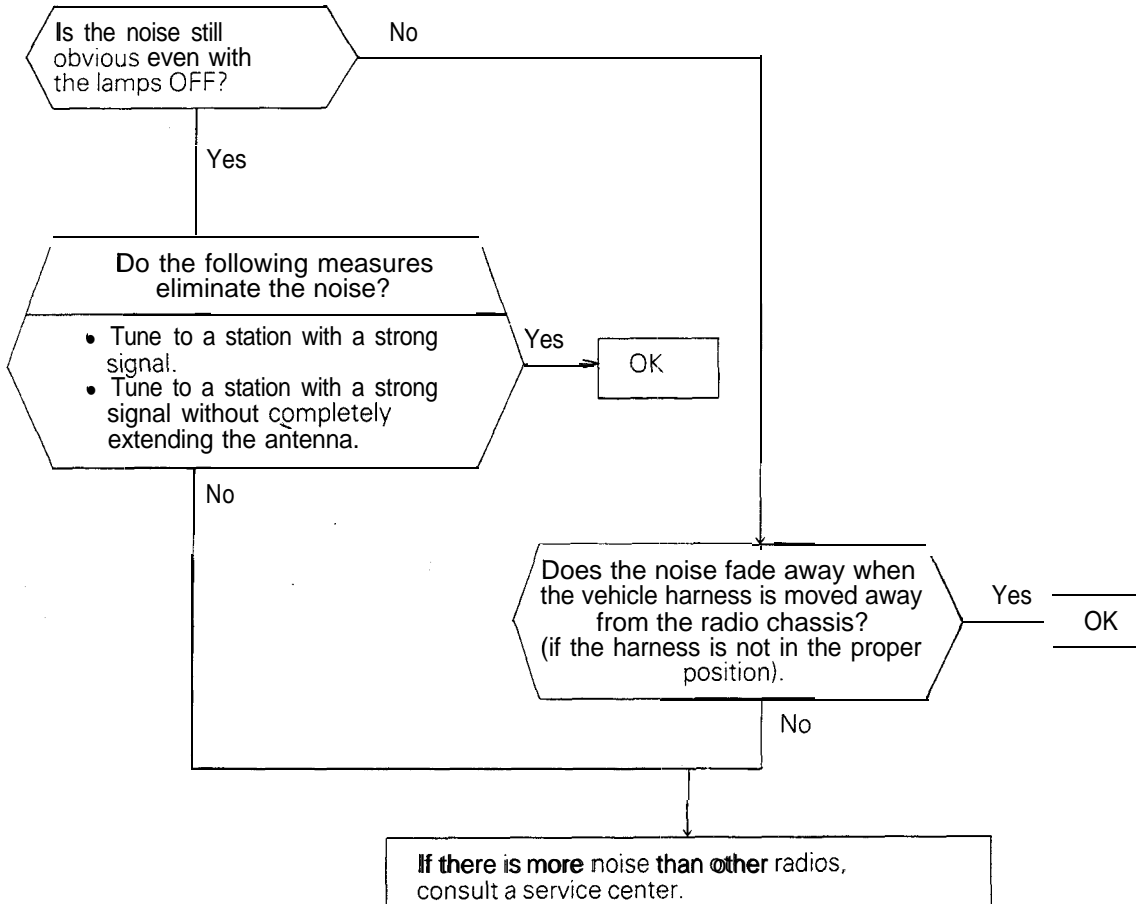 Is the noise still
obvious even with
the lamps OFF?
No
Yes
Do the following measures
eliminate the noise?
• Tune to a station with a strong
signal.
• Tune to a station with a strong
signal without completely
extending the antenna.
Yes
OK
No
Does the noise fade away when
the vehicle harness is moved away
from the radio chassis?
(if the harness is not in the proper
position).
Yes
OK
No
If there is more noise than other radios,
consult a service center.